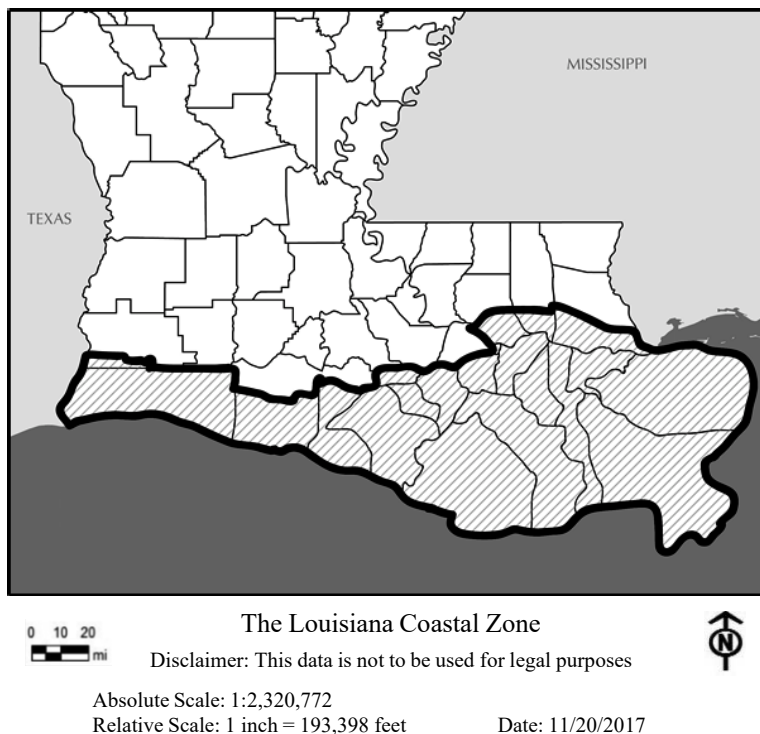 MISSISSIPPI
TEXAS
0 10 20
mi
The Louisiana Coastal Zone
N
Disclaimer: This data is not to be used for legal purposes
Absolute Scale: 1:2,320,772
Relative Scale: 1 inch = 193,398 feet
Date: 11/20/2017